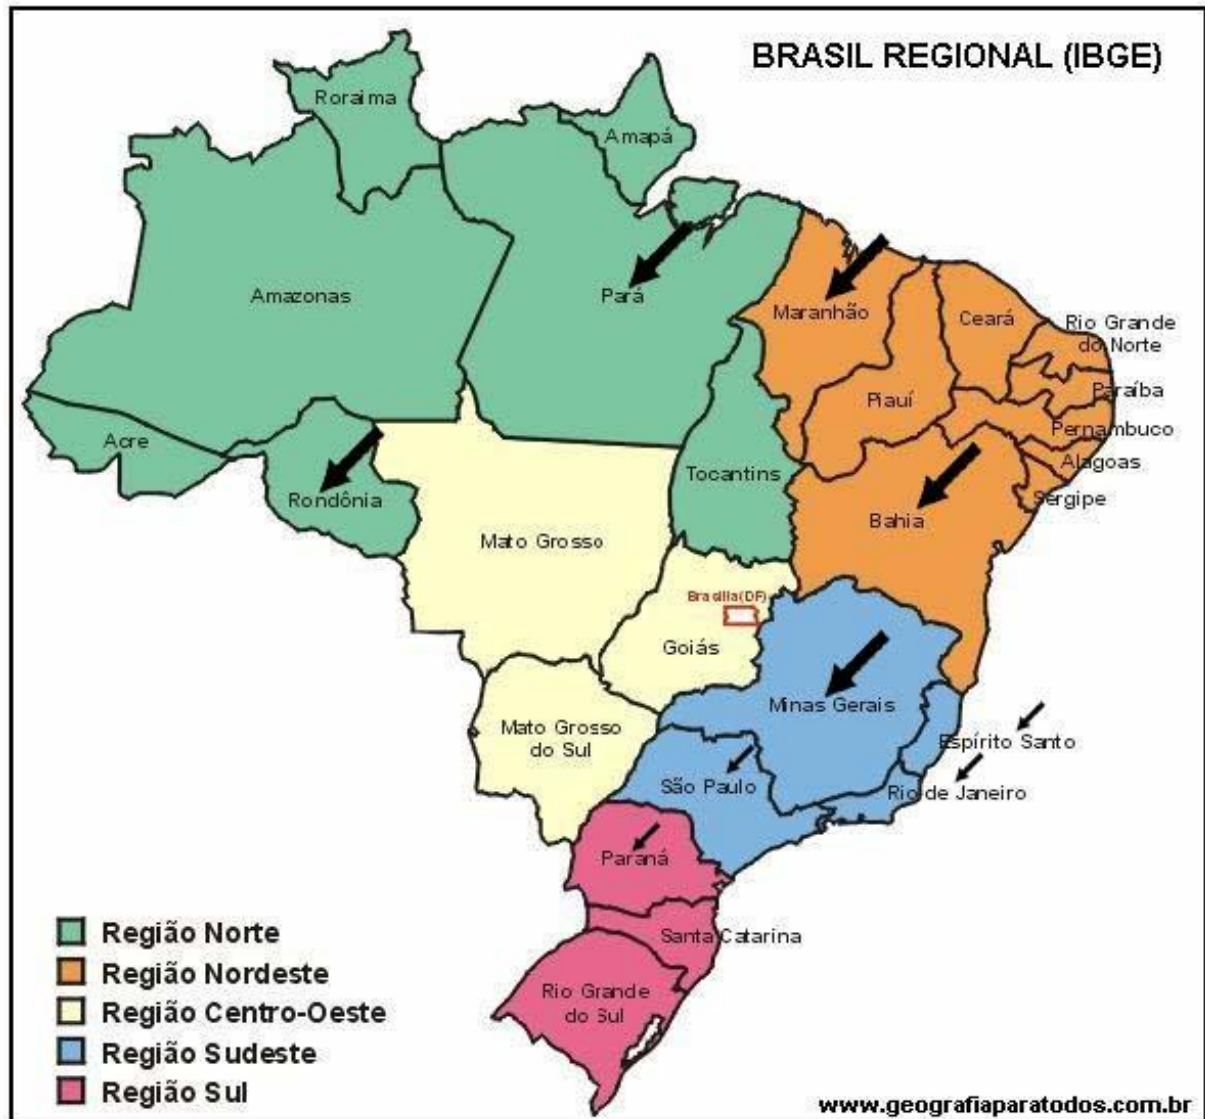 BRASIL REGIONAL (IBGE)
Roraima
Amapá
Amazonas
Pará
Maranhão
Ceará
Rio Grande
do Norte
Acre
Rondônia
Tocantins
Piauí
Paraíba
Pernambuco
Alagoas
Sergipe
Bahia
Mato Grosso
Brasília(DF)
Goiás
Mato Grosso
do Sul
Minas Gerais
Espírito Santo
São Paulo
Rio de Janeiro
Paraná
Santa Catarina
Rio Grande
do Sul
Região Norte
Região Nordeste
Região Centro-Oeste
Região Sudeste
Região Sul
www.geografiaparatodos.com.br